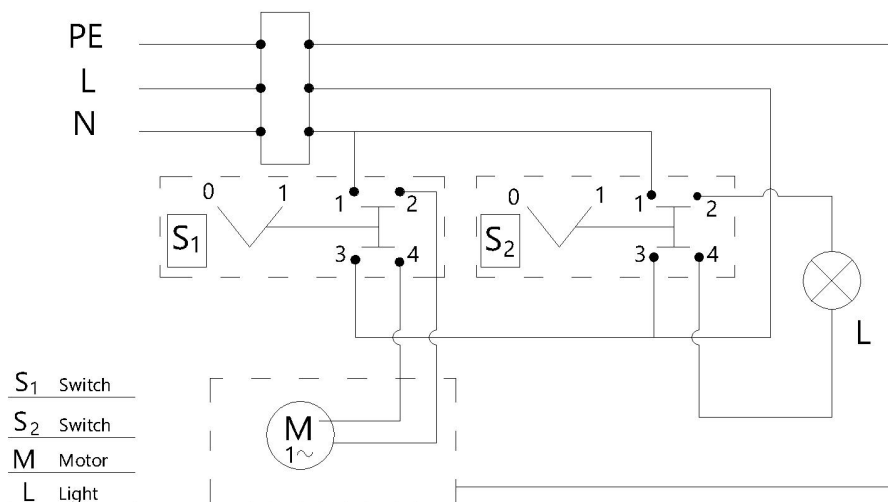 PE
L
N
0 1 1 2
S1
3 4
0 1 1 2
S2
3 4
L
M
1~
S1 Switch
S2 Switch
M Motor
L Light